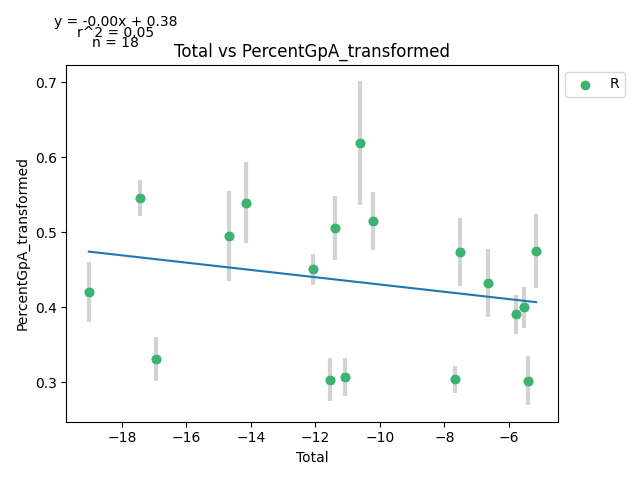 y = -0.00x + 0.38
r^2 = 0.05
n = 18
Total vs PercentGpA_transformed
R
PercentGpA_transformed
0.7
0.6
0.5
0.4
0.3
−18 −16 −14 −12 −10 −8 −6
Total